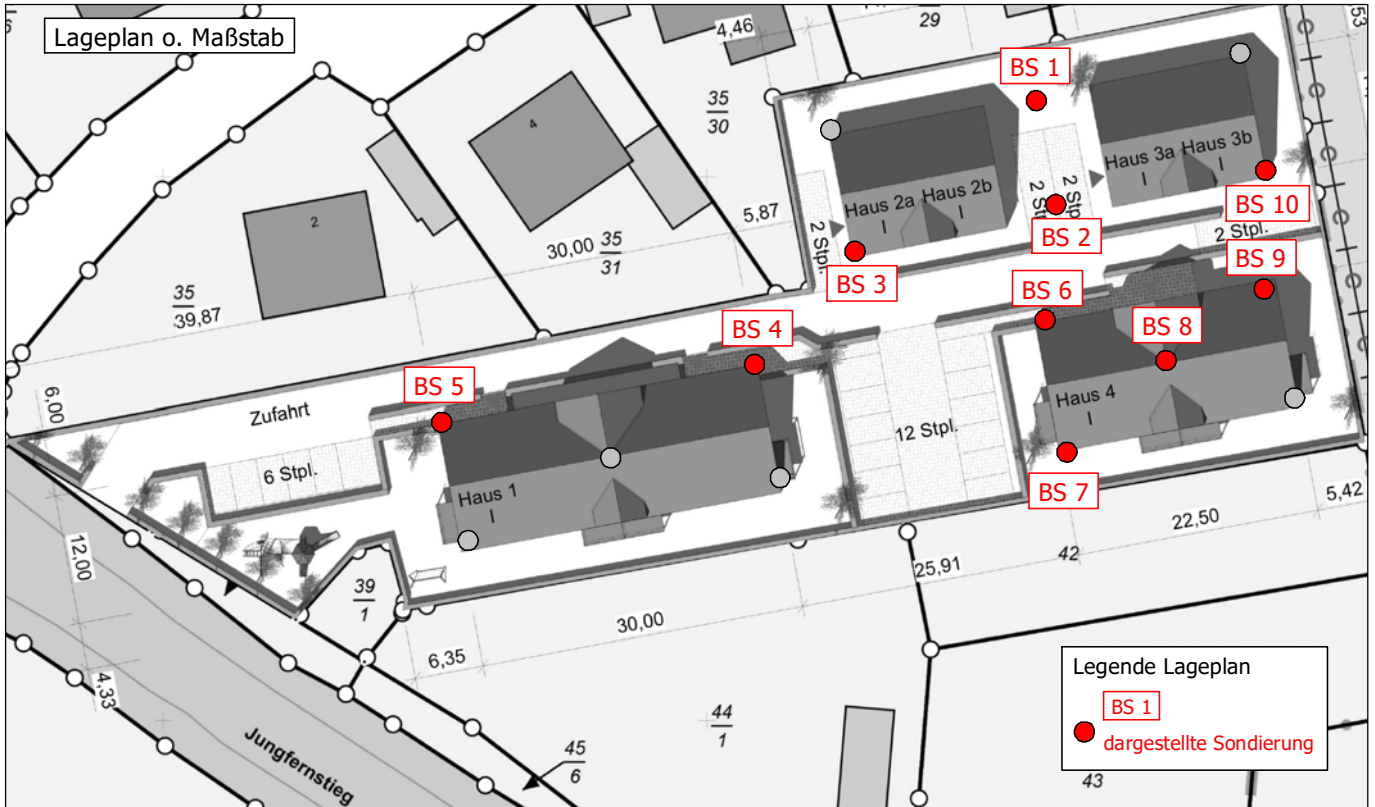 Lageplan o. Maßstab
4,46
29
53
BS 1
35
30
4
2
Haus 3a Haus 3b
I I
Haus 2a Haus 2b
I I
2 Stpl.
2 Stpl.
2 Stpl.
5,87
BS 10
BS 2
2 Stpl.
30,00 35
31
BS 3
BS 9
35
39,87
BS 6
BS 4
BS 8
BS 5
6,00
Zufahrt
Haus 4
I
12 Stpl.
6 Stpl.
Haus 1
I
BS 7
5,42
22,50
12,00
42
25,91
39
1
30,00
6,35
4,33
Jungfernstieg
44
1
45
6
43
Legende Lageplan
BS 1
dargestellte Sondierung